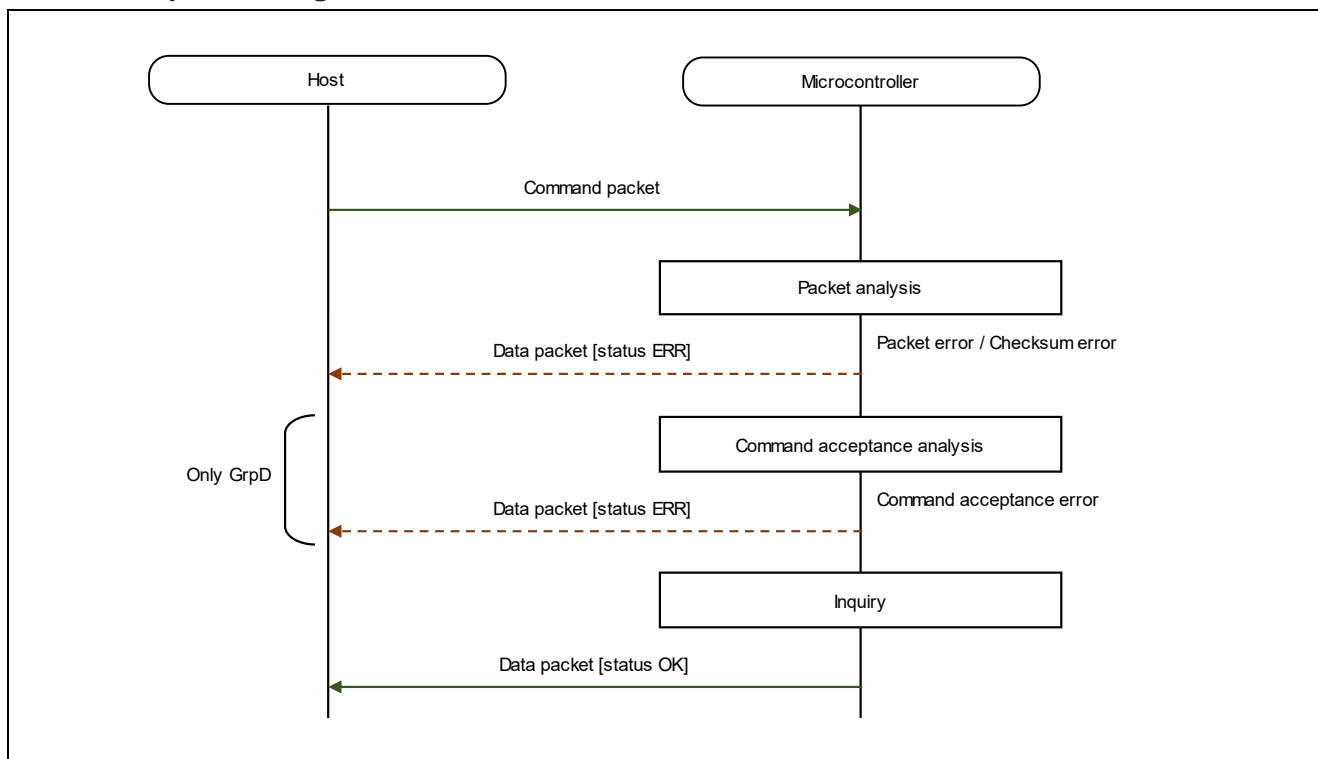 Host
Microcontroller
Command packet
Packet analysis
Packet error / Checksum error
Data packet [status ERR]
Command acceptance analysis
Only GrpD
Command acceptance error
Data packet [status ERR]
Inquiry
Data packet [status OK]